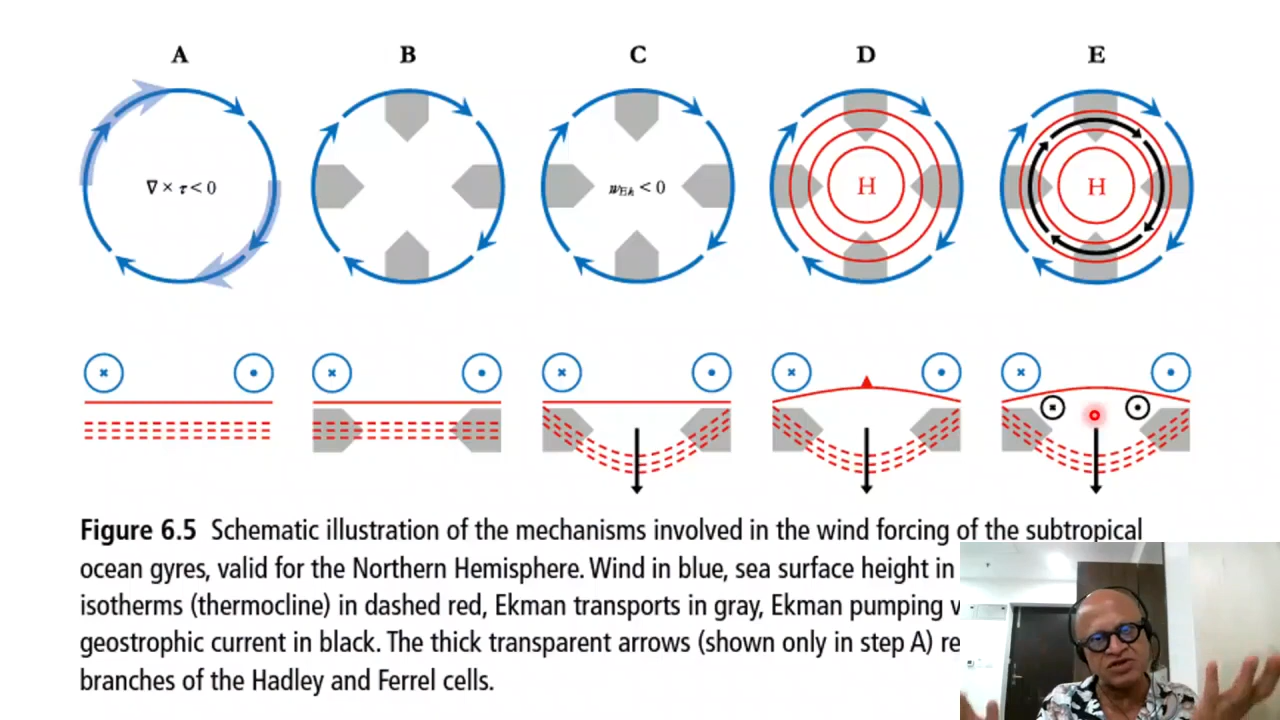 A B C D E
∇ × τ < 0
w_Ek < 0
H
H
Figure 6.5 Schematic illustration of the mechanisms involved in the wind forcing of the subtropical
ocean gyres, valid for the Northern Hemisphere. Wind in blue, sea surface height in
isotherms (thermocline) in dashed red, Ekman transports in gray, Ekman pumping
geostrophic current in black. The thick transparent arrows (shown only in step A)
branches of the Hadley and Ferrel cells.